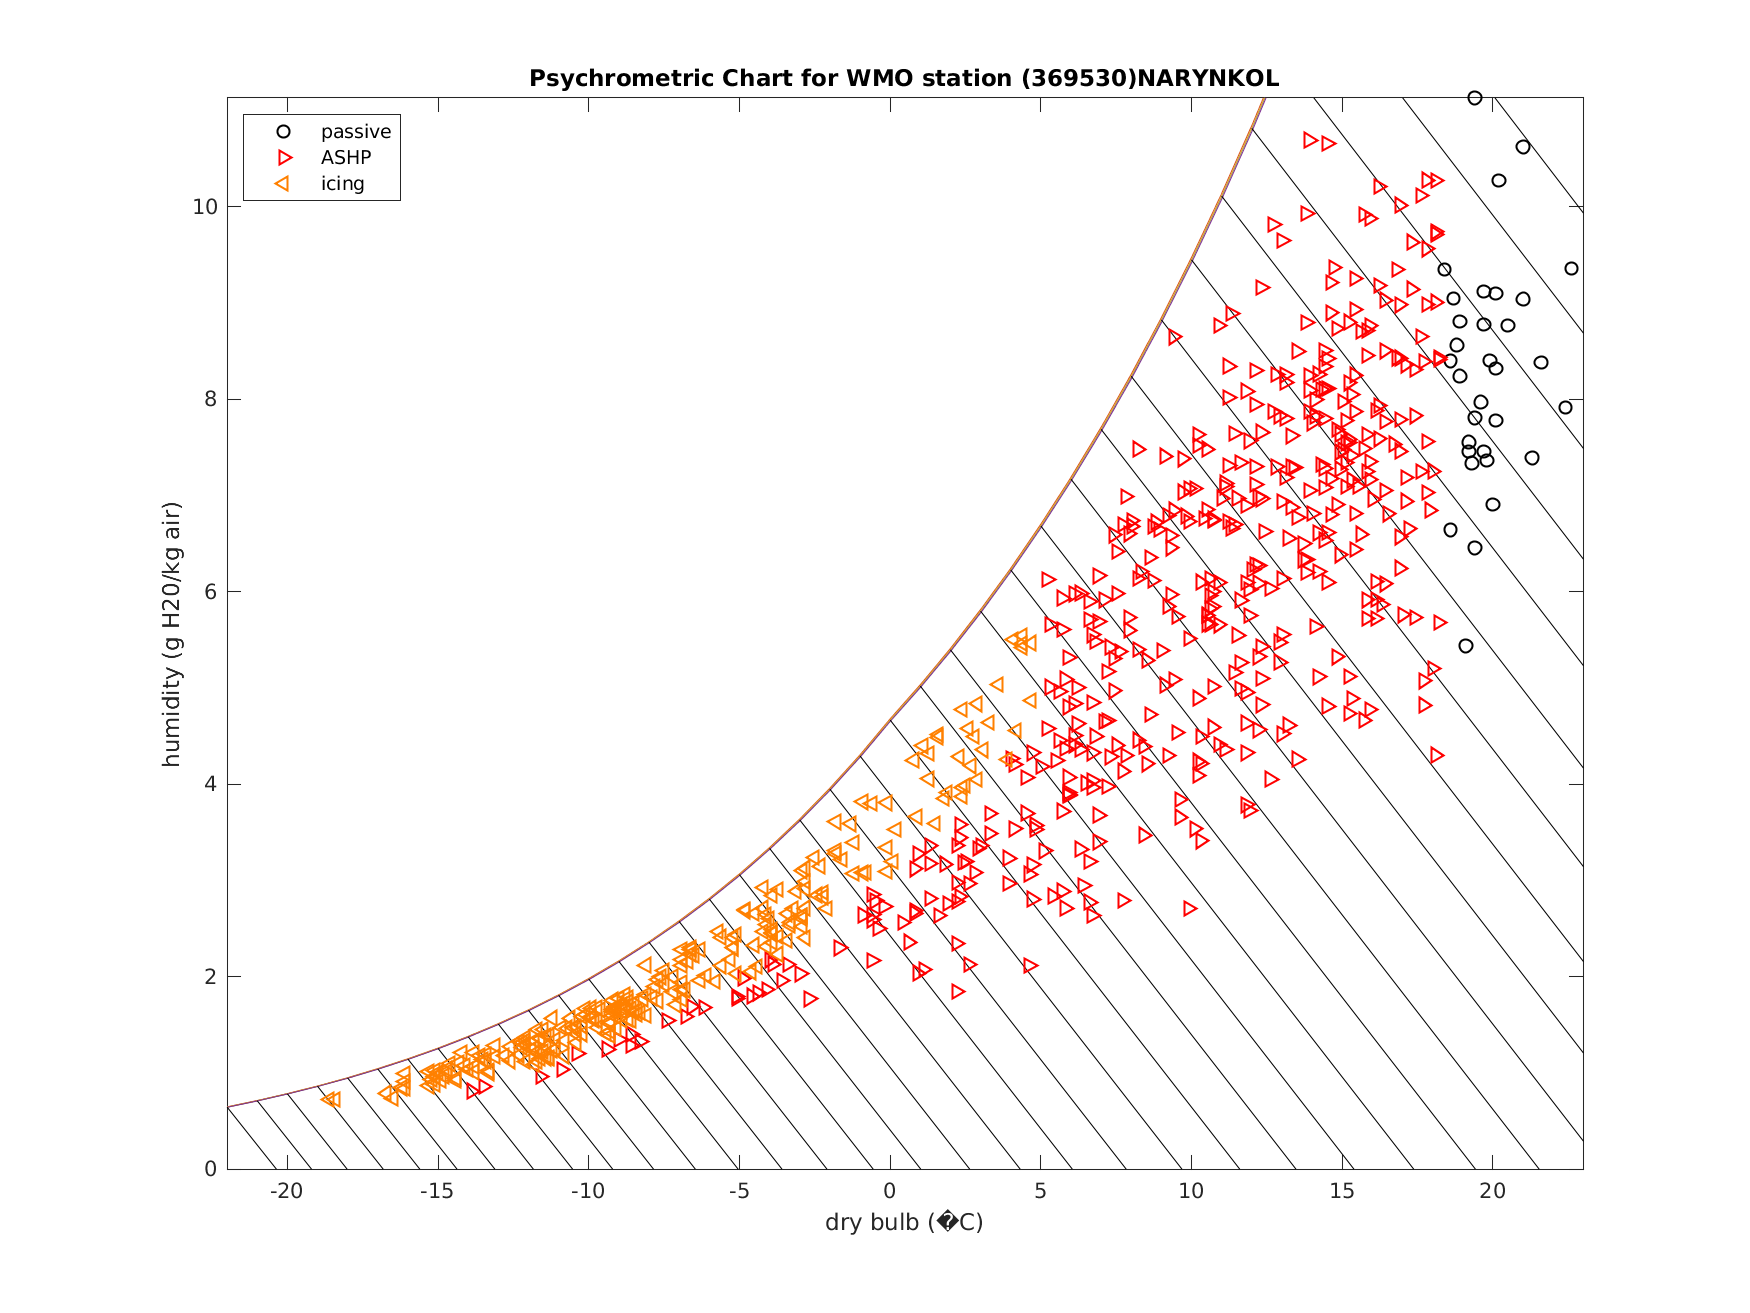 Psychrometric Chart for WMO station (369530)NARYNKOL
passive
ASHP
icing
humidity (g H20/kg air)
10
8
6
4
2
0
-20 -15 -10 -5 0 5 10 15 20
dry bulb (�C)